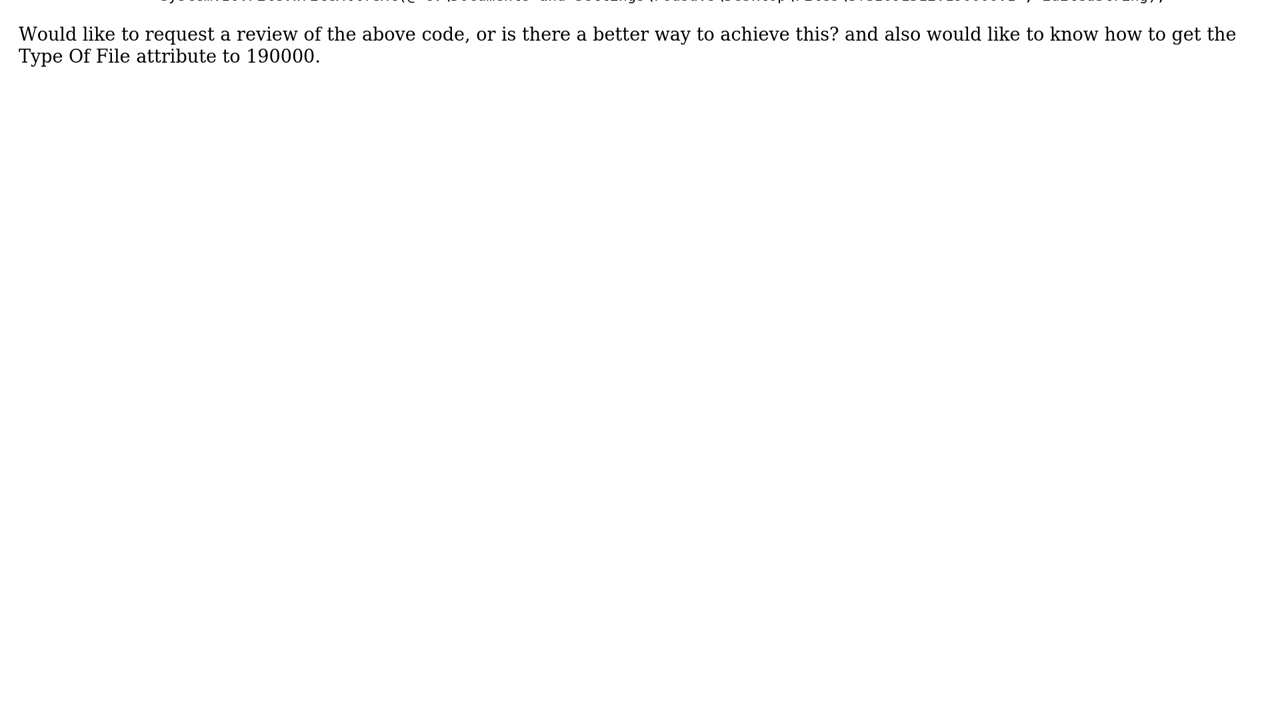 Would like to request a review of the above code, or is there a better way to achieve this? and also would like to know how to get the
Type Of File attribute to 190000.